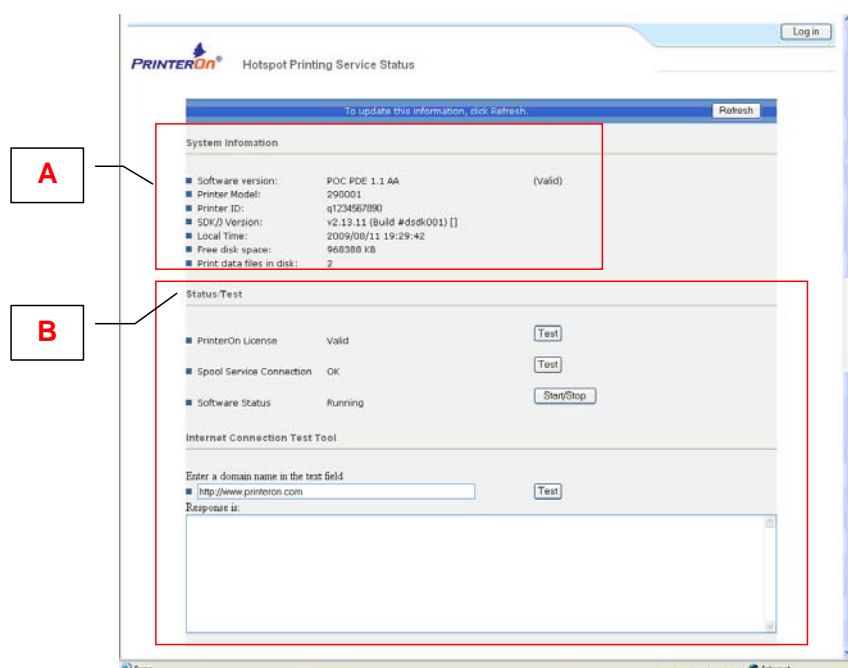 Log in
PRINTERON® Hotspot Printing Service Status
To update this information, click Refresh. Refresh
A
System Infomation
Software version: POC PDE 1.1 AA (Valid)
Printer Model: 290001
Printer ID: q1234567890
SDK/J Version: v2.13.11 (Build #dsdk001) []
Local Time: 2009/08/11 19:29:42
Free disk space: 968388 KB
Print data files in disk: 2
B
Status/Test
PrinterOn License Valid Test
Spool Service Connection OK Test
Software Status Running Start/Stop
Internet Connection Test Tool
Enter a domain name in the text field
http://www.printeron.com Test
Response is: